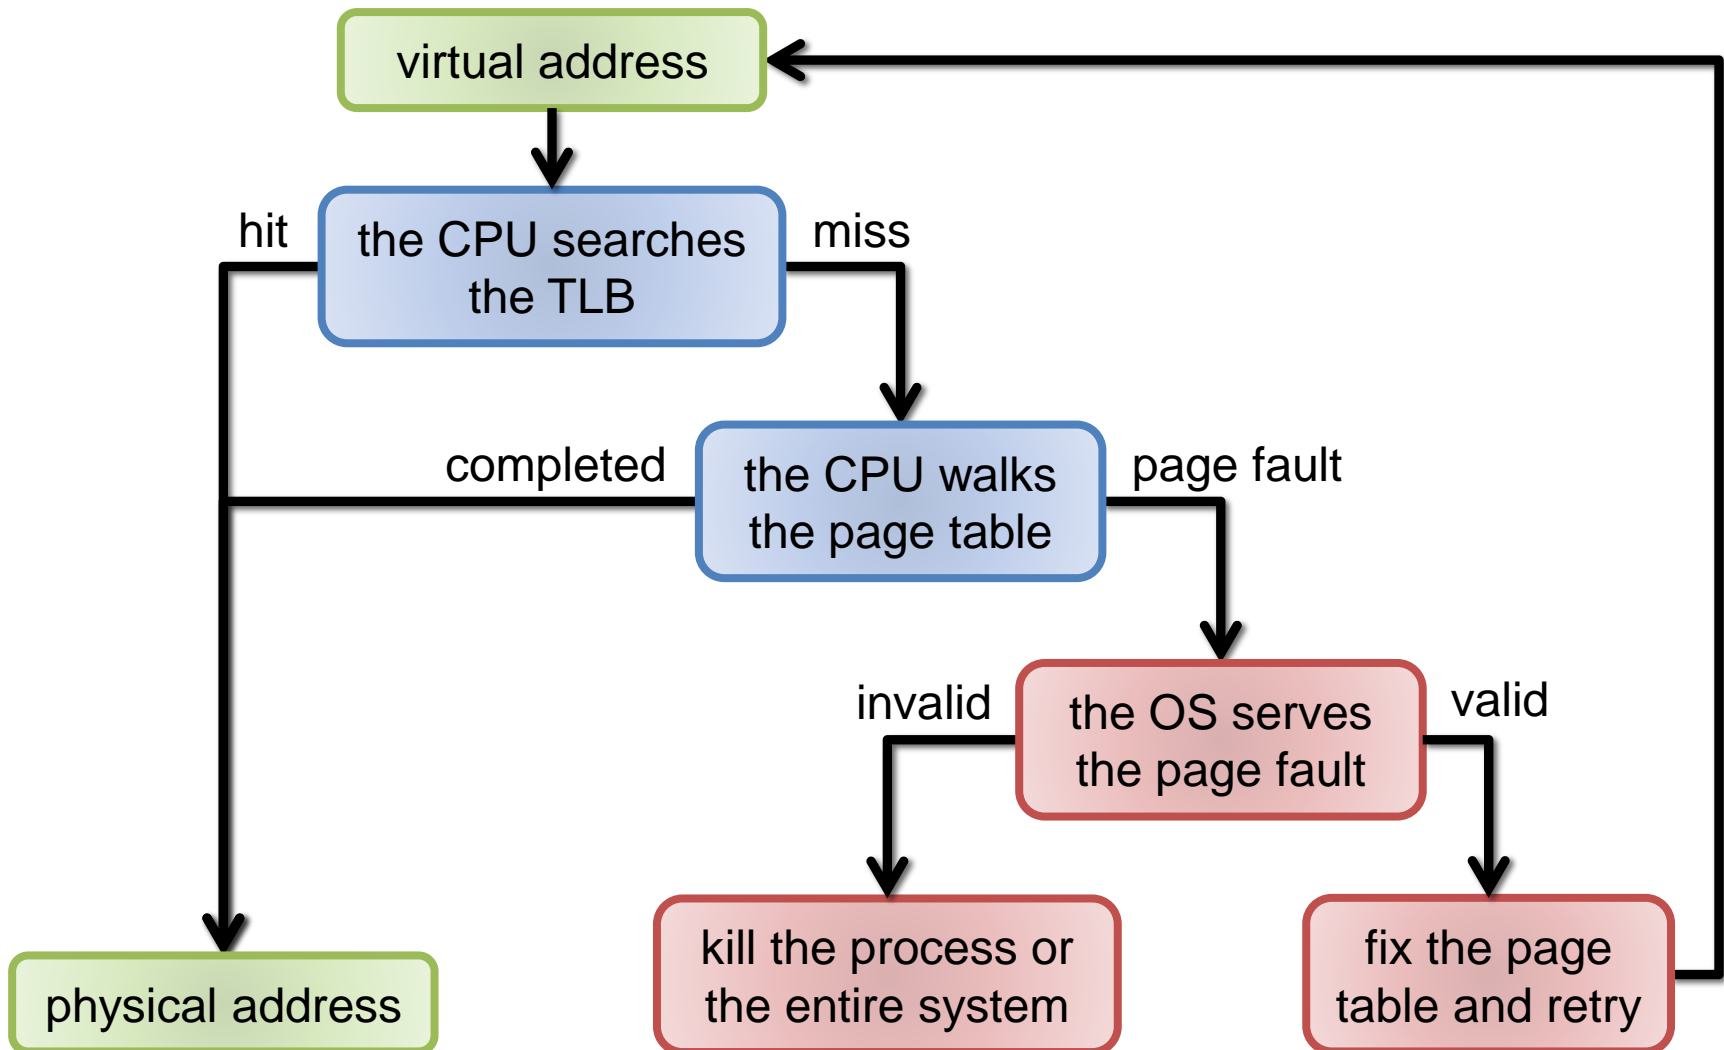 virtual address
hit
the CPU searches
the TLB
miss
completed
the CPU walks
the page table
page fault
invalid
the OS serves
the page fault
valid
physical address
kill the process or
the entire system
fix the page
table and retry